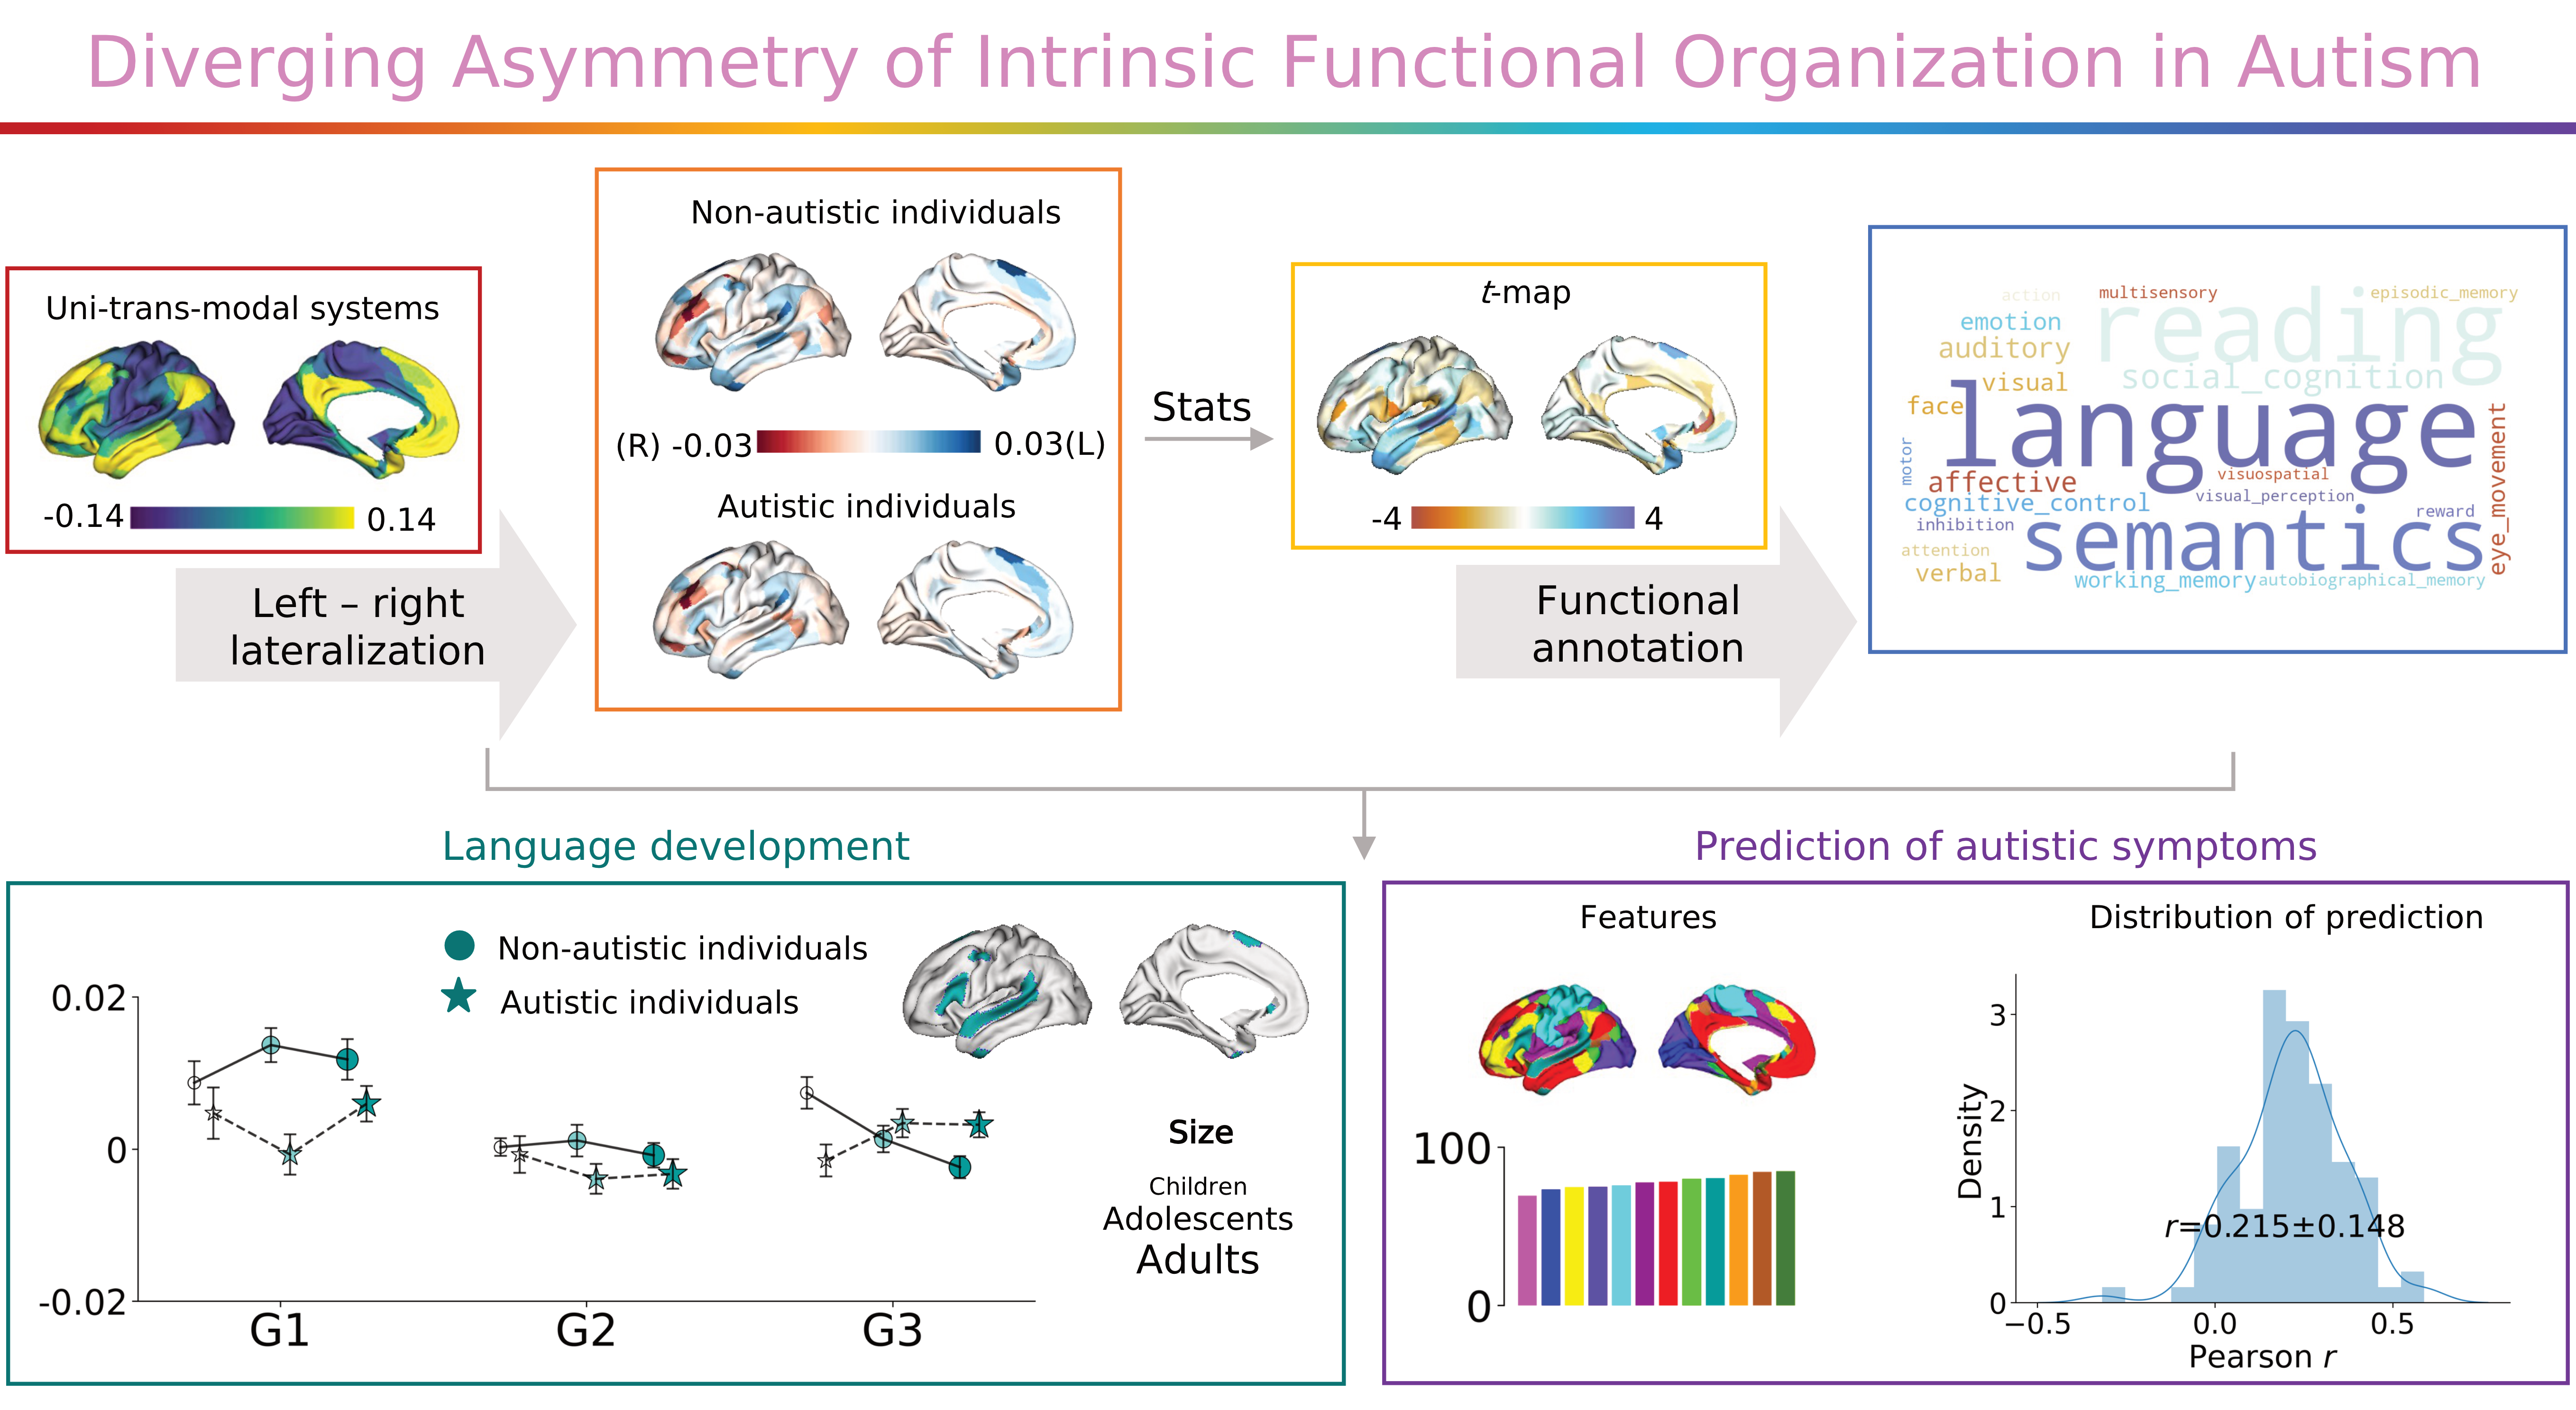 Diverging Asymmetry of Intrinsic Functional Organization in Autism
Uni-trans-modal systems
-0.14
0.14
Left – right
lateralization
Non-autistic individuals
(R) -0.03
0.03(L)
Autistic individuals
Stats
t-map
-4
4
Functional
annotation
action
multisensory
episodic_memory
emotion
reading
auditory
social_cognition
visual
face
language
motor
eye_movement
affective
visuospatial
cognitive_control
visual_perception
inhibition
reward
semantics
attention
verbal
working_memory
autobiographical_memory
Language development
Non-autistic individuals
Autistic individuals
0.02
0
-0.02
G1
G2
G3
Size
Children
Adolescents
Adults
Prediction of autistic symptoms
Features
100
0
Distribution of prediction
Density
3
2
1
0
r=0.215±0.148
−0.5
0.0
0.5
Pearson r